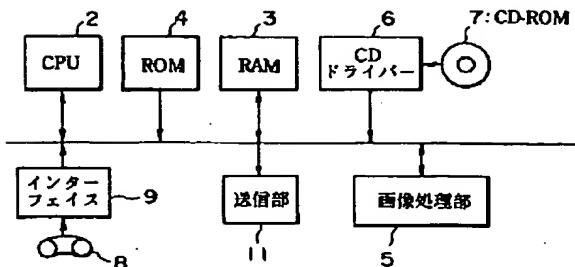 2
4
3
6
7:CD-ROM
CPU
ROM
RAM
CD
ドライバー
インター
フェイス
9
送信部
画像処理部
8
11
5